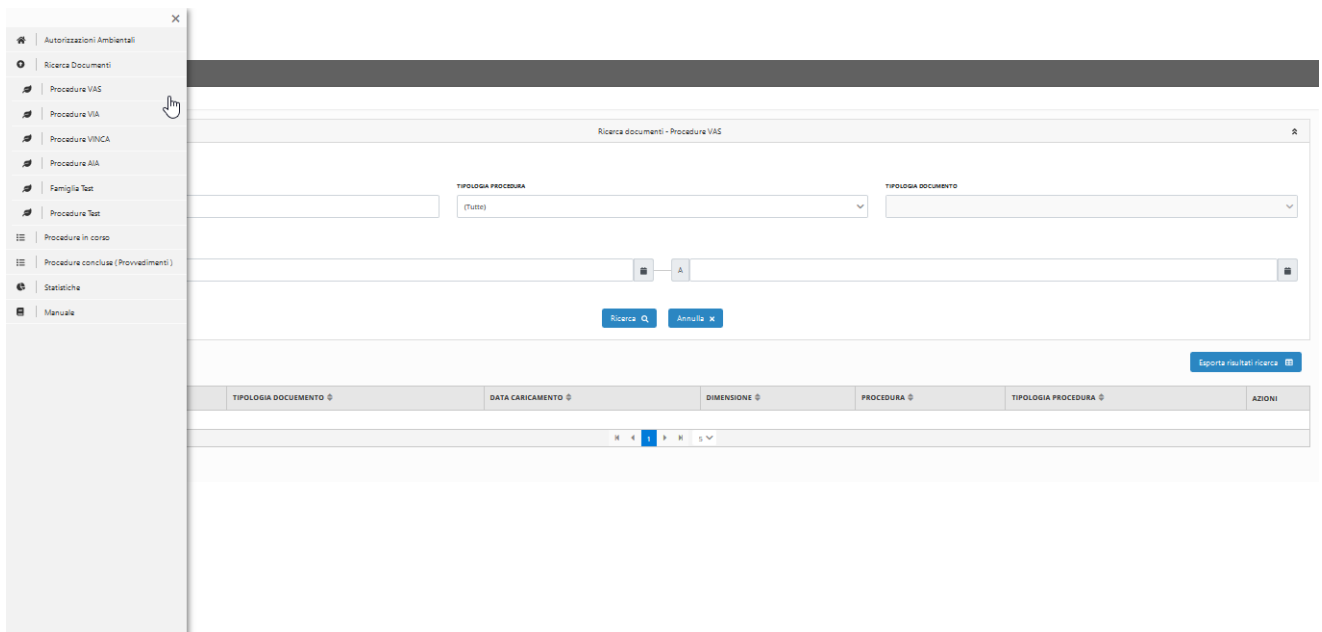 Autorizzazioni Ambientali
Ricerca Documenti
Procedure VAS
Procedure VIA
Procedure VINCA
Procedure AIA
Famiglia Test
Procedure Test
Procedure in corso
Procedure concluse ( Provvedimenti )
Statistiche
Manuale
Ricerca documenti - Procedure VAS
TIPOLOGIA PROCEDURA TIPOLOGIA DOCUMENTO
(Tutte)
A
Ricerca Annulla
Esporta risultati ricerca
TIPOLOGIA DOCUEMENTO DATA CARICAMENTO DIMENSIONE PROCEDURA TIPOLOGIA PROCEDURA AZIONI
1 5